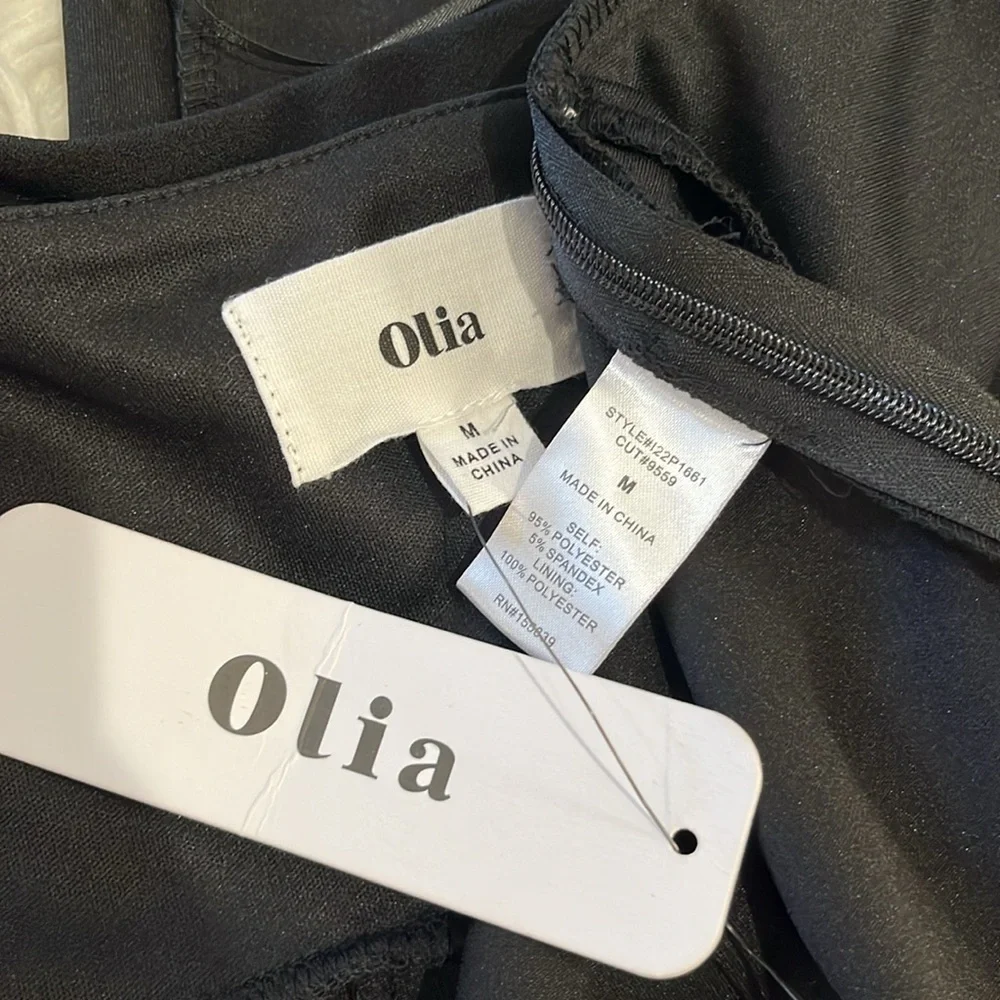 Olia
M
MADE IN
CHINA
STYLE#I22P1661
CUT#9559
M
MADE IN CHINA
SELF:
95% POLYESTER
5% SPANDEX
LINING:
100% POLYESTER
Olia